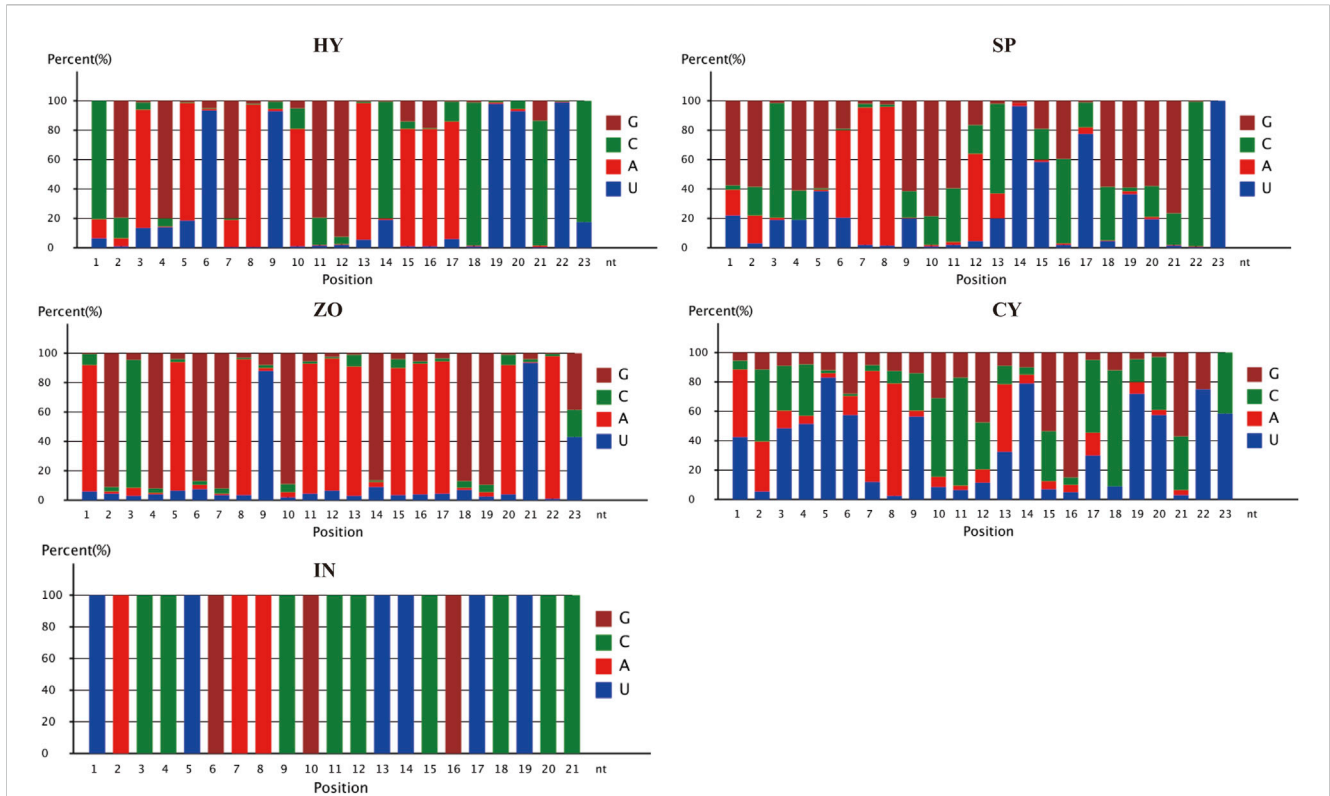 HY
Percent(%)
100
80
60
40
20
0
1 2 3 4 5 6 7 8 9 10 11 12 13 14 15 16 17 18 19 20 21 22 23 nt
Position
G
C
A
U
SP
Percent(%)
100
80
60
40
20
0
1 2 3 4 5 6 7 8 9 10 11 12 13 14 15 16 17 18 19 20 21 22 23 nt
Position
G
C
A
U
ZO
Percent(%)
100
80
60
40
20
0
1 2 3 4 5 6 7 8 9 10 11 12 13 14 15 16 17 18 19 20 21 22 23 nt
Position
G
C
A
U
CY
Percent(%)
100
80
60
40
20
0
1 2 3 4 5 6 7 8 9 10 11 12 13 14 15 16 17 18 19 20 21 22 23 nt
Position
G
C
A
U
IN
Percent(%)
100
80
60
40
20
0
1 2 3 4 5 6 7 8 9 10 11 12 13 14 15 16 17 18 19 20 21 nt
Position
G
C
A
U